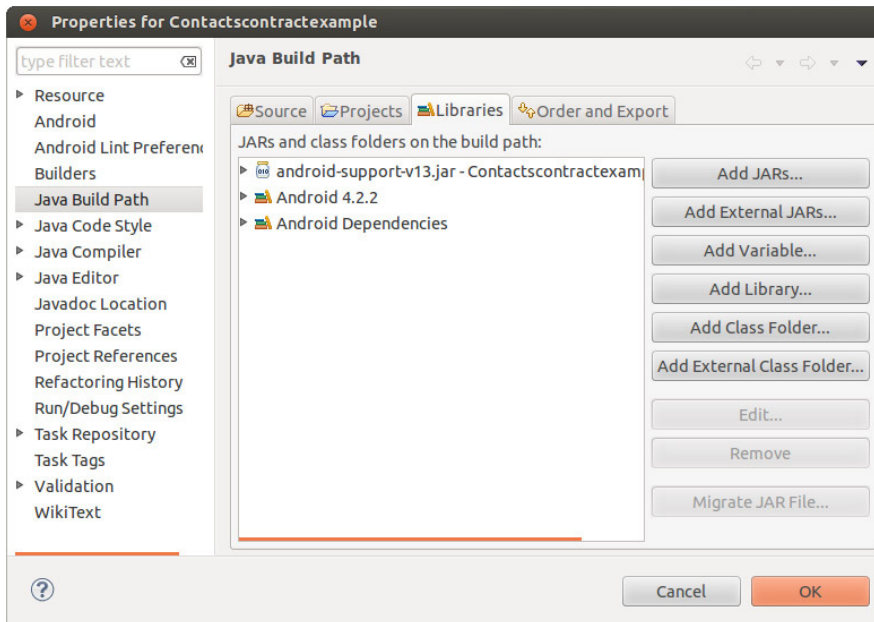 Properties for Contactscontractexample
type filter text
Resource
Android
Android Lint Preferen
Builders
Java Build Path
Java Code Style
Java Compiler
Java Editor
Javadoc Location
Project Facets
Project References
Refactoring History
Run/Debug Settings
Task Repository
Task Tags
Validation
WikiText
Java Build Path
Source Projects Libraries Order and Export
JARs and class folders on the build path:
android-support-v13.jar - Contactscontractexam
Android 4.2.2
Android Dependencies
Add JARs...
Add External JARs...
Add Variable...
Add Library...
Add Class Folder...
Add External Class Folder...
Edit...
Remove
Migrate JAR File...
?
Cancel OK